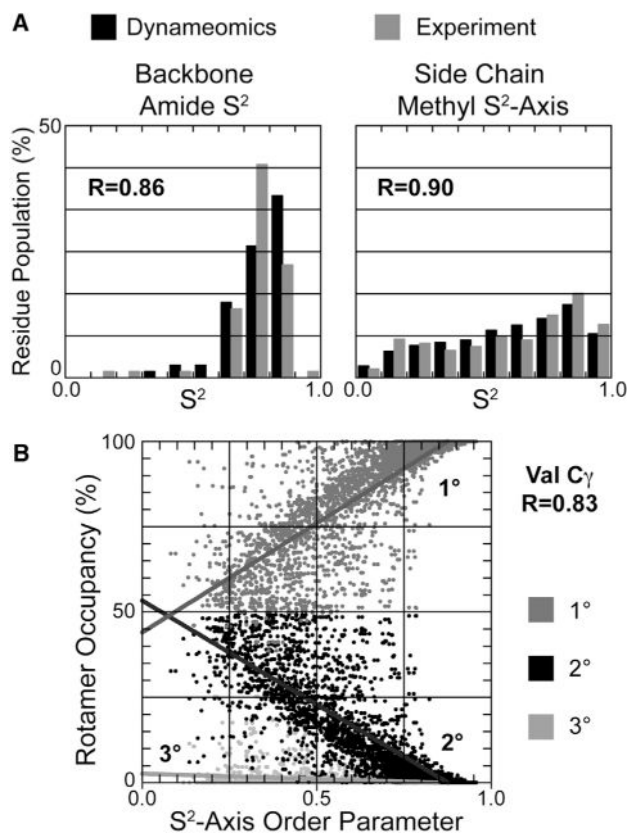 A
Dynameomics Experiment
Backbone Side Chain
Amide S² Methyl S²-Axis
50
R=0.86 R=0.90
Residue Population (%)
0
0.0 S² 1.0 0.0 S² 1.0
B
100
1°
Val Cγ
R=0.83
50
1°
2°
3°
3° 2°
Rotamer Occupancy (%)
0
0.0 0.5 1.0
S²-Axis Order Parameter